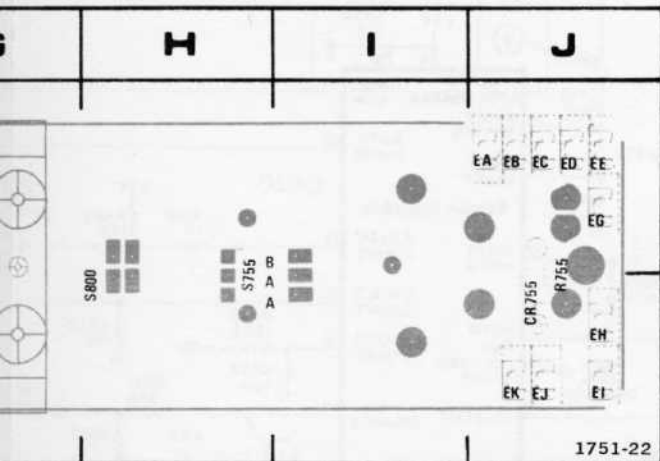 H I J
EA EB EC ED EE
EG
S800
S755
B
A
A
CR755
R755
EH
EK EJ EI
1751-22